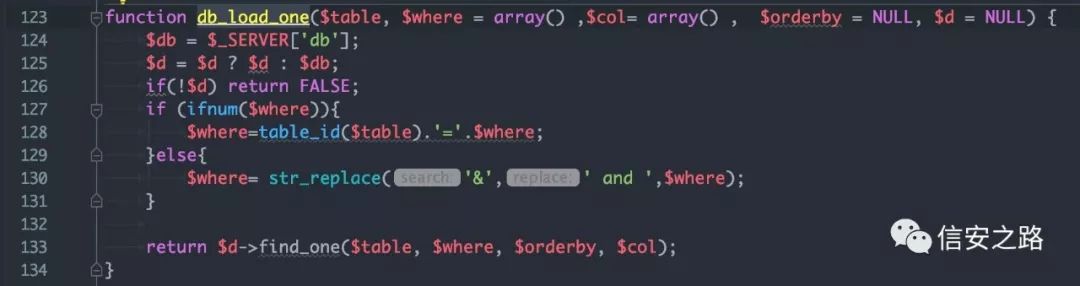 123 function db_load_one($table, $where = array() ,$col= array() , $orderby = NULL, $d = NULL) {
124 $db = $_SERVER['db'];
125 $d = $d ? $d : $db;
126 if(!$d) return FALSE;
127 if (ifnum($where)){
128 $where=table_id($table).'='.$where;
129 }else{
130 $where= str_replace( search: '&', replace: ' and ',$where);
131 }
132
133 return $d->find_one($table, $where, $orderby, $col);
134 }
信安之路